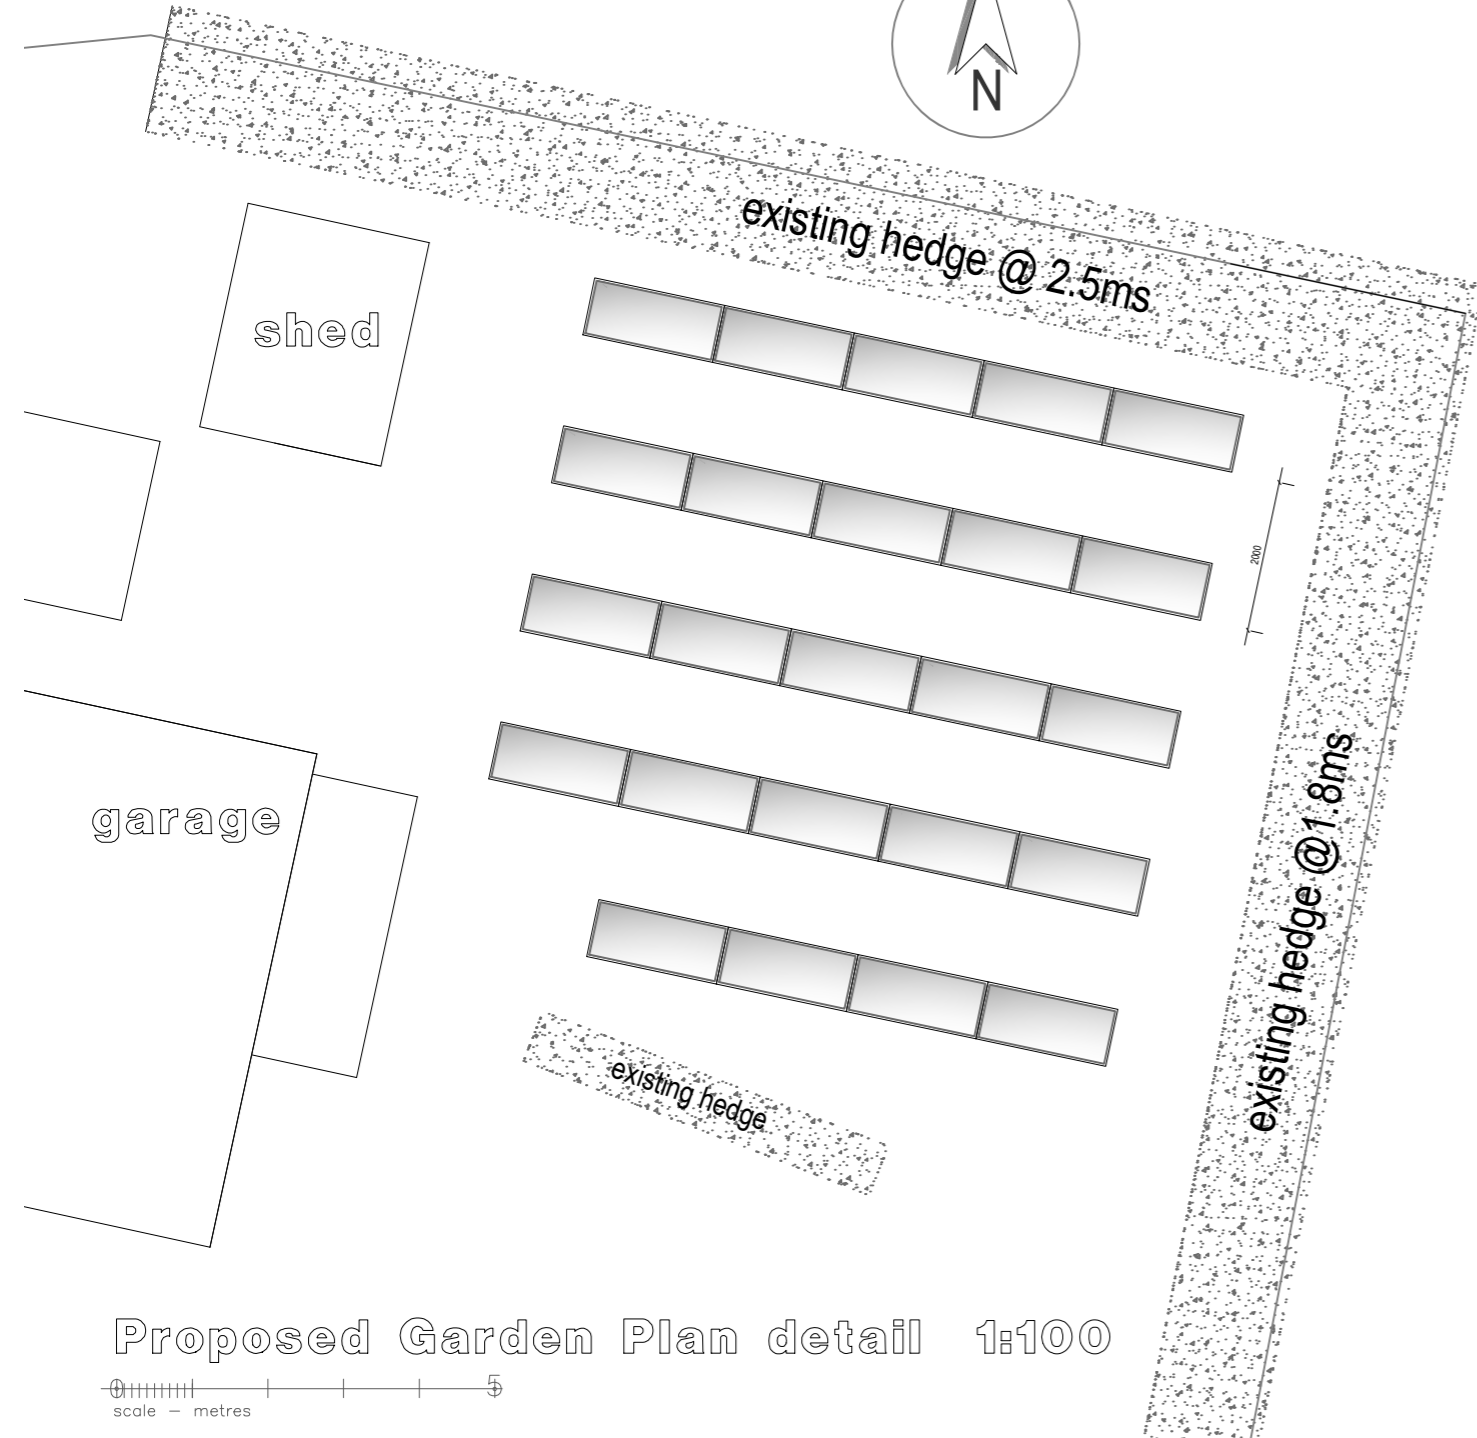 N
existing hedge @ 2.5ms
shed
2000
garage
existing hedge @1.8ms
existing hedge
Proposed Garden Plan detail 1:100
0 5
scale – metres